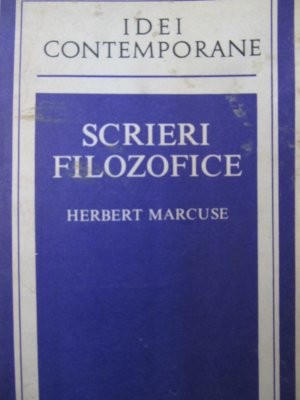 IDEI
CONTEMPORANE
SCRIERI
FILOZOFICE
HERBERT MARCUSE